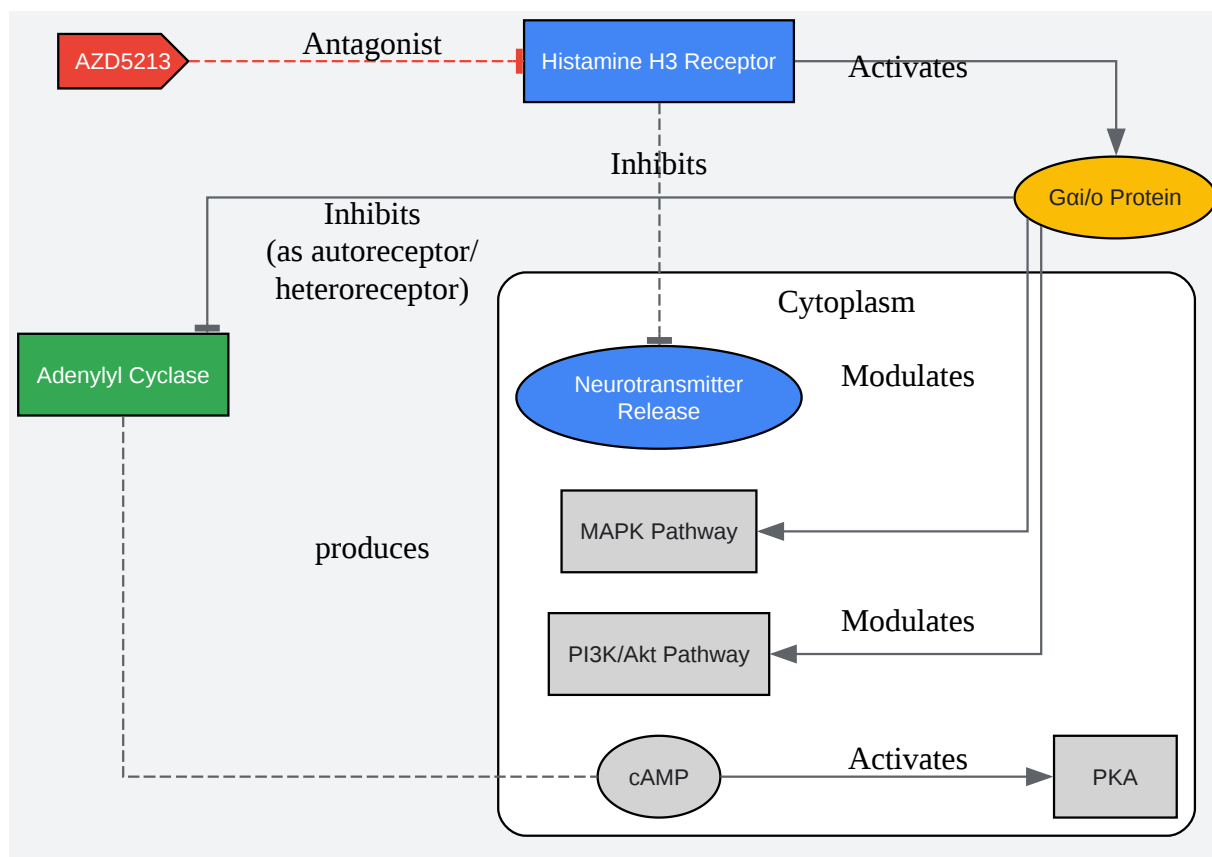 AZD5213
Antagonist
Histamine H3 Receptor
Activates
Inhibits
Gαi/o Protein
Inhibits
(as autoreceptor/
heteroreceptor)
Cytoplasm
Adenylyl Cyclase
Neurotransmitter
Release
Modulates
MAPK Pathway
produces
Modulates
PI3K/Akt Pathway
cAMP
Activates
PKA